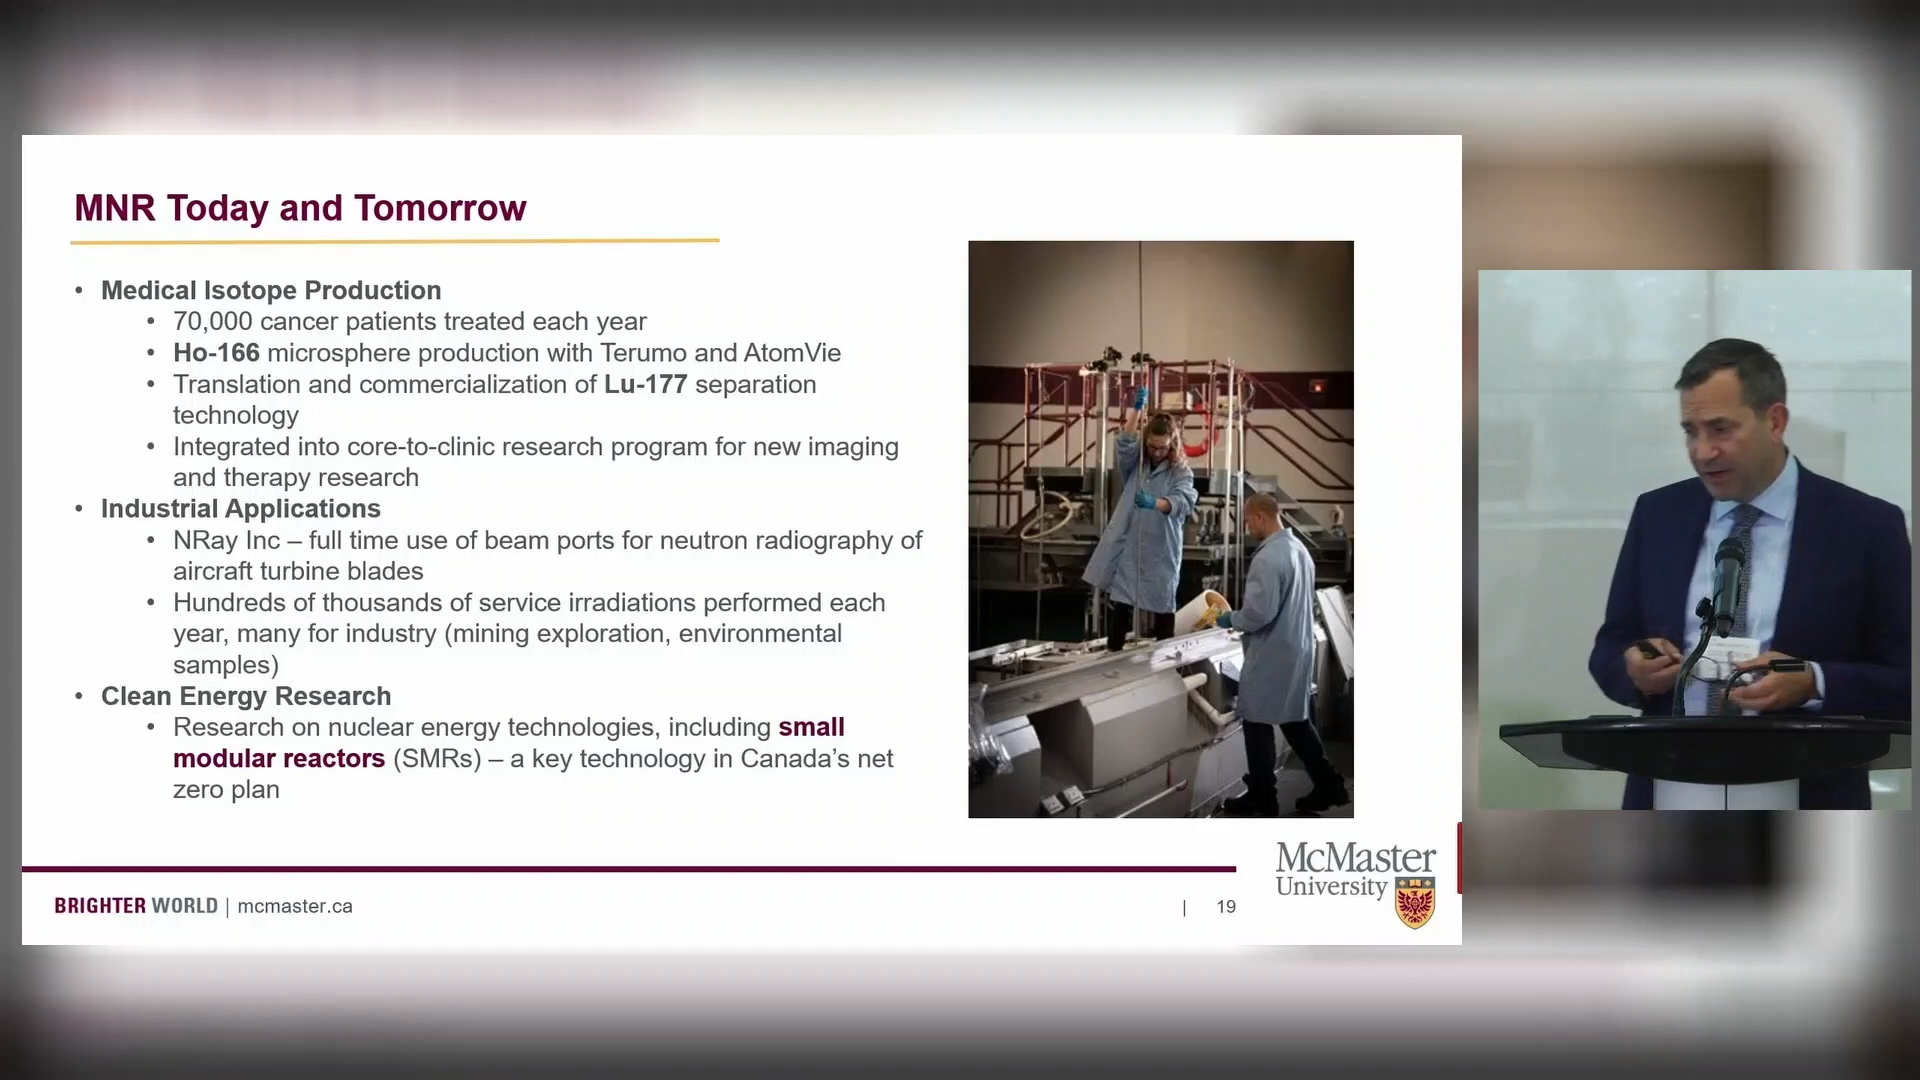 MNR Today and Tomorrow
• Medical Isotope Production
• 70,000 cancer patients treated each year
• Ho-166 microsphere production with Terumo and AtomVie
• Translation and commercialization of Lu-177 separation
technology
• Integrated into core-to-clinic research program for new imaging
and therapy research
• Industrial Applications
• NRay Inc – full time use of beam ports for neutron radiography of
aircraft turbine blades
• Hundreds of thousands of service irradiations performed each
year, many for industry (mining exploration, environmental
samples)
• Clean Energy Research
• Research on nuclear energy technologies, including small
modular reactors (SMRs) – a key technology in Canada’s net
zero plan
BRIGHTER WORLD | mcmaster.ca
| 19
McMaster
University